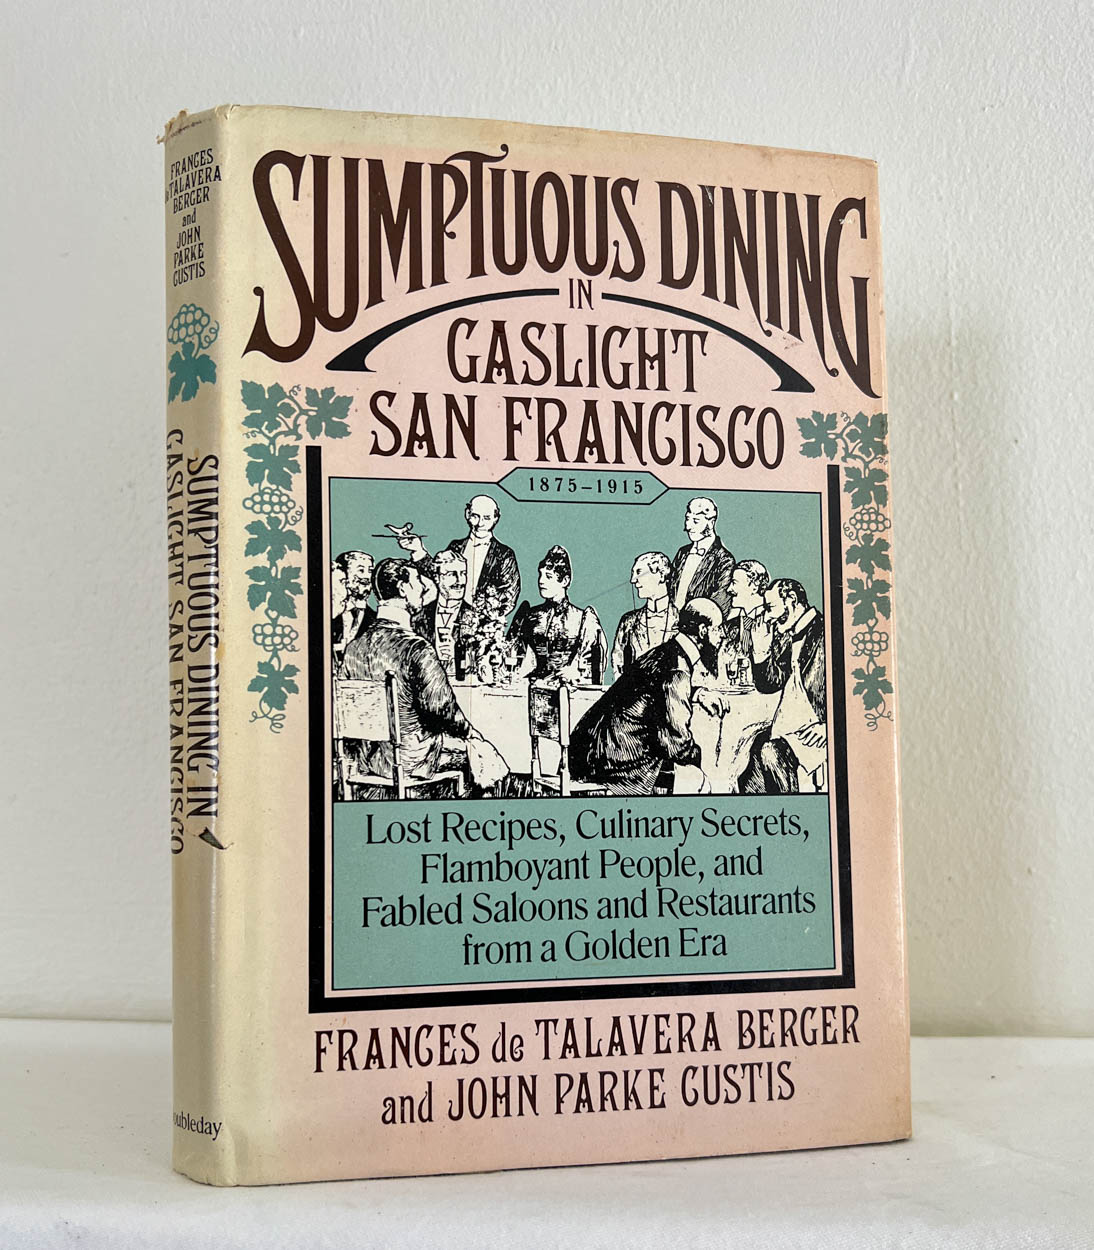 FRANCES
de TALAVERA
BERGER
and
JOHN
PARKE
CUSTIS
SUMPTUOUS DINING IN
GASLIGHT SAN FRANCISCO
oubleday
SUMPTUOUS DINING
IN
GASLIGHT
SAN FRANCISCO
1875–1915
Lost Recipes, Culinary Secrets,
Flamboyant People, and
Fabled Saloons and Restaurants
from a Golden Era
FRANCES de TALAVERA BERGER
and JOHN PARKE CUSTIS